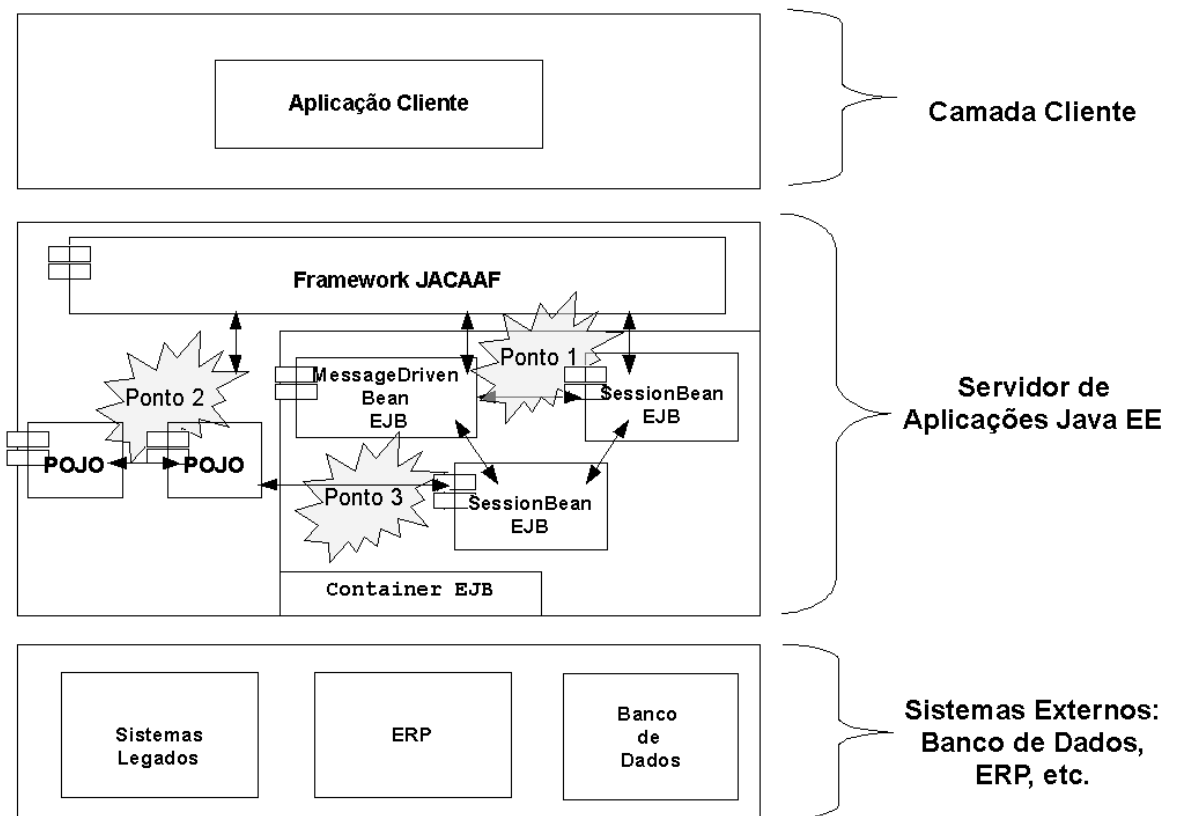 Aplicação Cliente
Camada Cliente
Framework JACAAF
Ponto 1
MessageDriven
Bean
EJB
SessionBean
EJB
Ponto 2
POJO
POJO
Ponto 3
SessionBean
EJB
Container EJB
Servidor de
Aplicações Java EE
Sistemas
Legados
ERP
Banco
de
Dados
Sistemas Externos:
Banco de Dados,
ERP, etc.